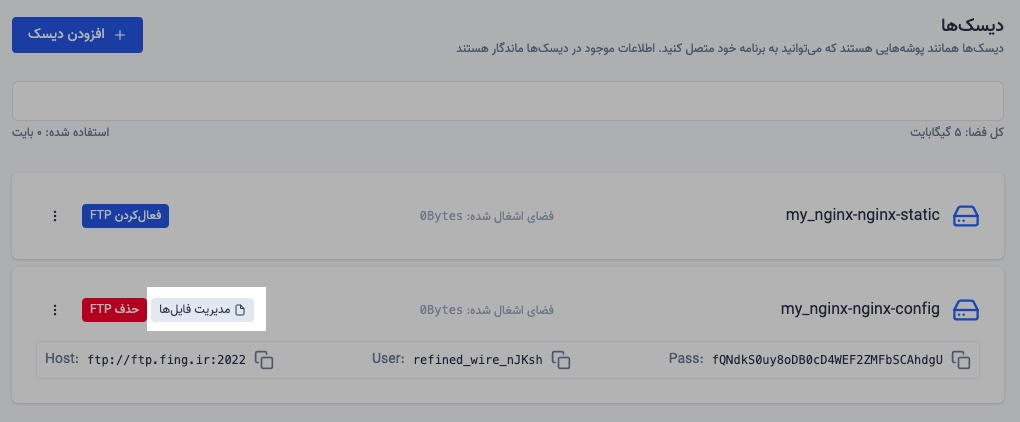 دیسک‌ها
افزودن دیسک
دیسک‌ها همانند پوشه‌هایی هستند که می‌توانید به برنامه خود متصل کنید. اطلاعات موجود در دیسک‌ها ماندگار هستند
کل فضا: ۵ گیگابایت
استفاده شده: ۰ بایت
my_nginx-nginx-static
فضای اشغال شده: 0Bytes
فعال‌کردن FTP
my_nginx-nginx-config
فضای اشغال شده: 0Bytes
مدیریت فایل‌ها
حذف FTP
Host: ftp://ftp.fing.ir:2022 User: refined_wire_nJKsh Pass: fQNdkS0uy8oDB0cD4WEF2ZMFbSCAhdgU